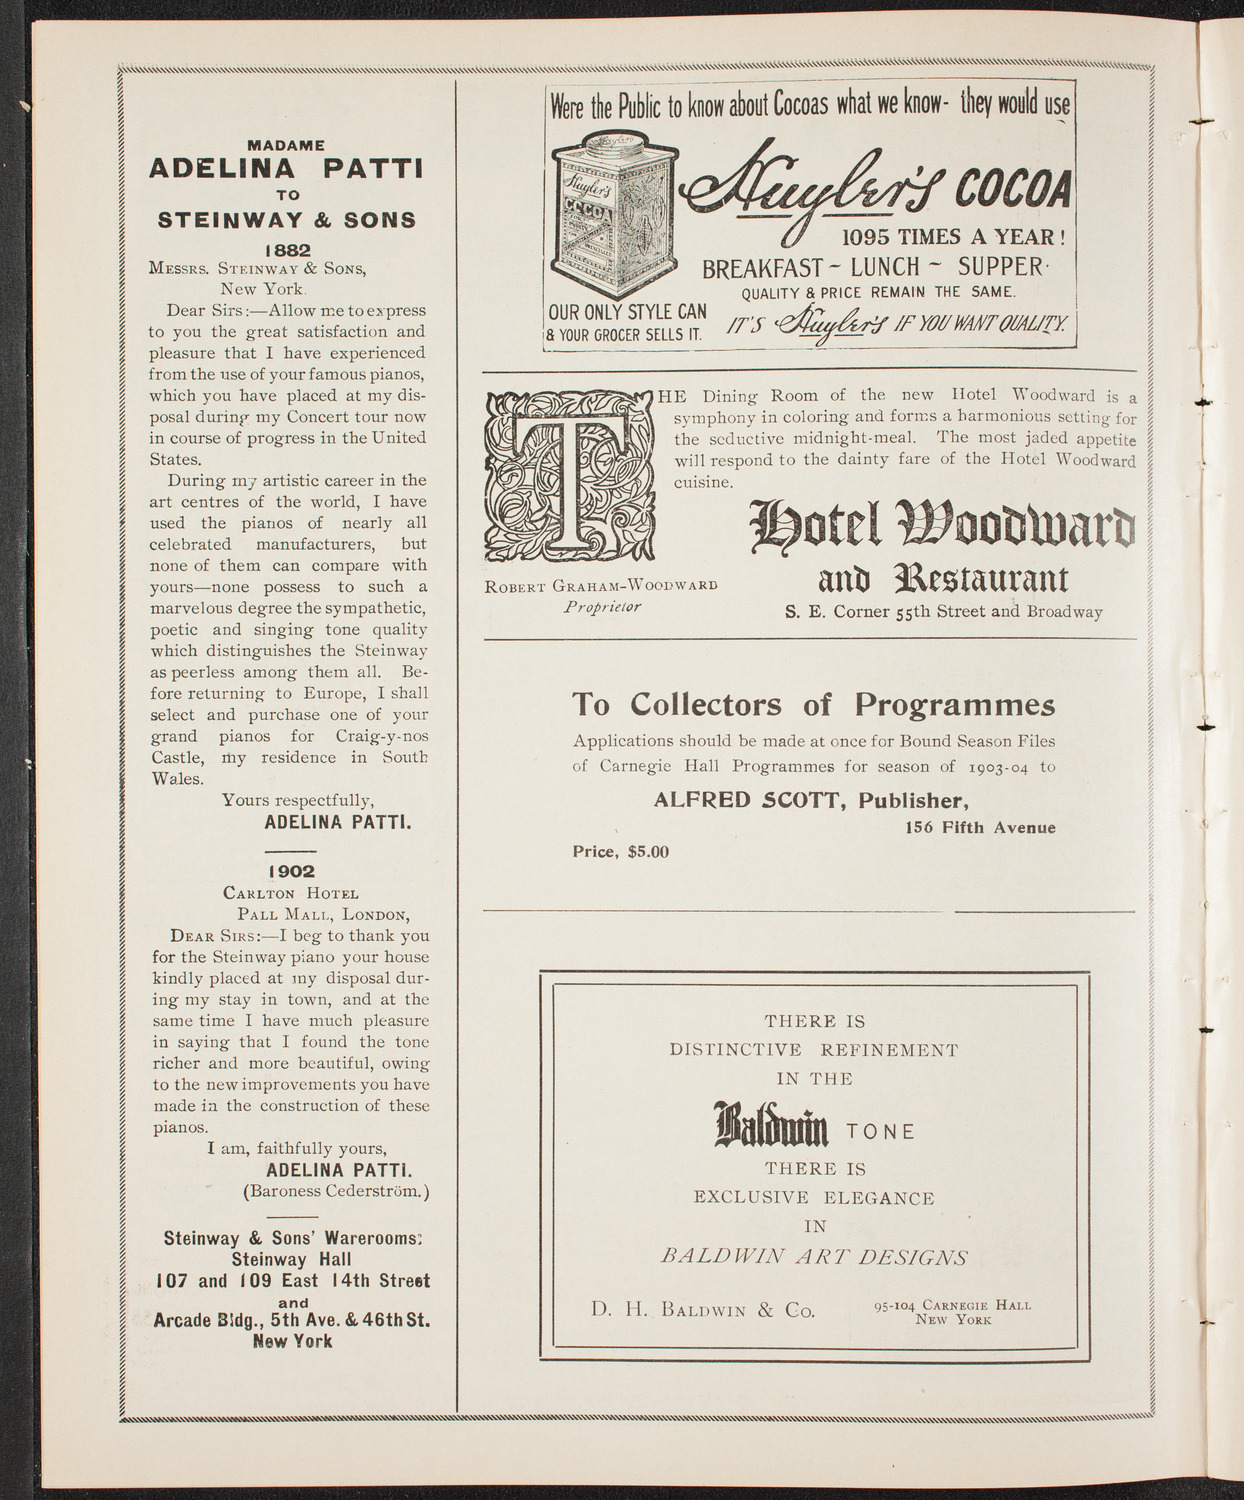 MADAME
ADELINA PATTI
TO
STEINWAY & SONS
1882
MESSRS. STEINWAY & SONS,
New York.
Dear Sirs:—Allow me to express
to you the great satisfaction and
pleasure that I have experienced
from the use of your famous pianos,
which you have placed at my dis-
posal during my Concert tour now
in course of progress in the United
States.
During my artistic career in the
art centres of the world, I have
used the pianos of nearly all
celebrated manufacturers, but
none of them can compare with
yours—none possess to such a
marvelous degree the sympathetic,
poetic and singing tone quality
which distinguishes the Steinway
as peerless among them all. Be-
fore returning to Europe, I shall
select and purchase one of your
grand pianos for Craig-y-nos
Castle, my residence in South
Wales.
Yours respectfully,
ADELINA PATTI.
1902
CARLTON HOTEL
PALL MALL, LONDON,
DEAR SIRS:—I beg to thank you
for the Steinway piano your house
kindly placed at my disposal dur-
ing my stay in town, and at the
same time I have much pleasure
in saying that I found the tone
richer and more beautiful, owing
to the new improvements you have
made in the construction of these
pianos.
I am, faithfully yours,
ADELINA PATTI.
(Baroness Cederström.)
Steinway & Sons' Warerooms:
Steinway Hall
107 and 109 East 14th Street
and
Arcade Bldg., 5th Ave. & 46th St.
New York
Were the Public to know about Cocoas what we know- they would use
Huyler's
Huyler's
COCOA
Huyler's COCOA
1095 TIMES A YEAR!
BREAKFAST ~ LUNCH ~ SUPPER.
QUALITY & PRICE REMAIN THE SAME.
OUR ONLY STYLE CAN
& YOUR GROCER SELLS IT.
IT'S Huyler's IF YOU WANT QUALITY.
THE Dining Room of the new Hotel Woodward is a
symphony in coloring and forms a harmonious setting for
the seductive midnight-meal. The most jaded appetite
will respond to the dainty fare of the Hotel Woodward
cuisine.
Hotel Woodward
and Restaurant
ROBERT GRAHAM-WOODWARD
Proprietor
S. E. Corner 55th Street and Broadway
To Collectors of Programmes
Applications should be made at once for Bound Season Files
of Carnegie Hall Programmes for season of 1903-04 to
ALFRED SCOTT, Publisher,
156 Fifth Avenue
Price, $5.00
THERE IS
DISTINCTIVE REFINEMENT
IN THE
Baldwin TONE
THERE IS
EXCLUSIVE ELEGANCE
IN
BALDWIN ART DESIGNS
D. H. BALDWIN & CO.
95-104 CARNEGIE HALL
NEW YORK